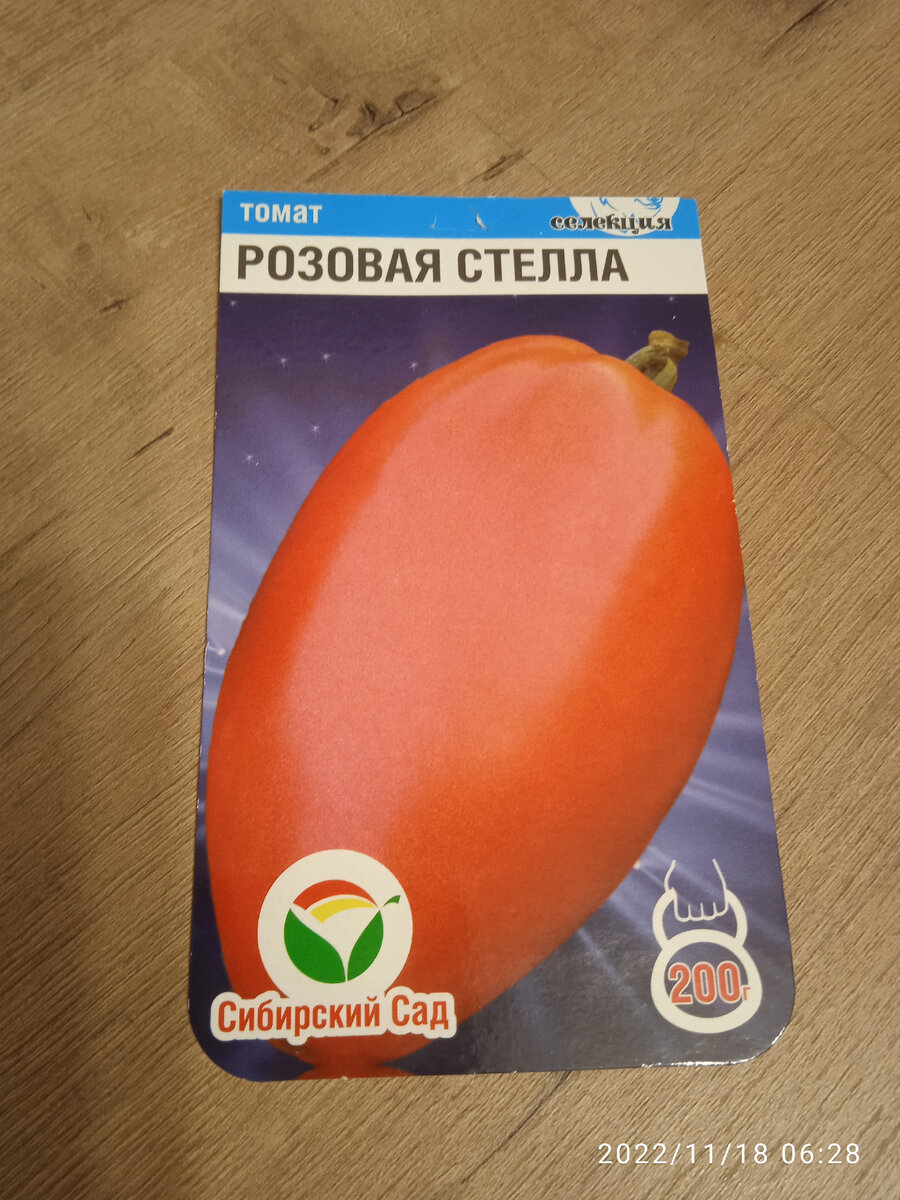 томат
селекция
РОЗОВАЯ СТЕЛЛА
Сибирский Сад
200г
2022/11/18 06:28